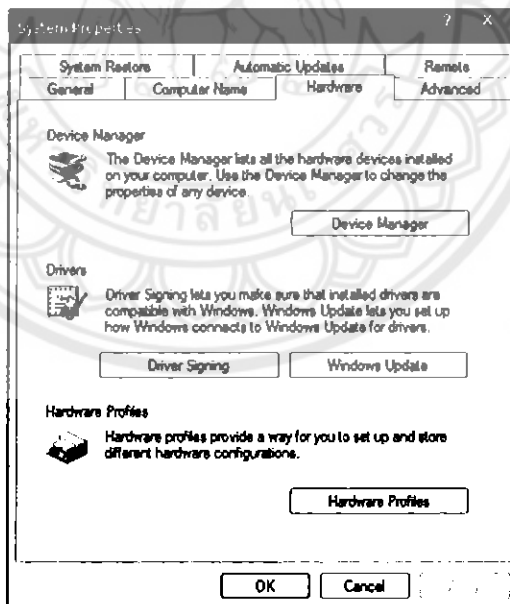 System Properties
? X
System Restore Automatic Updates Remote
General Computer Name Hardware Advanced
Device Manager
The Device Manager lists all the hardware devices installed
on your computer. Use the Device Manager to change the
properties of any device.
Device Manager
Drivers
Driver Signing lets you make sure that installed drivers are
compatible with Windows. Windows Update lets you set up
how Windows connects to Windows Update for drivers.
Driver Signing Windows Update
Hardware Profiles
Hardware profiles provide a way for you to set up and store
different hardware configurations.
Hardware Profiles
OK Cancel